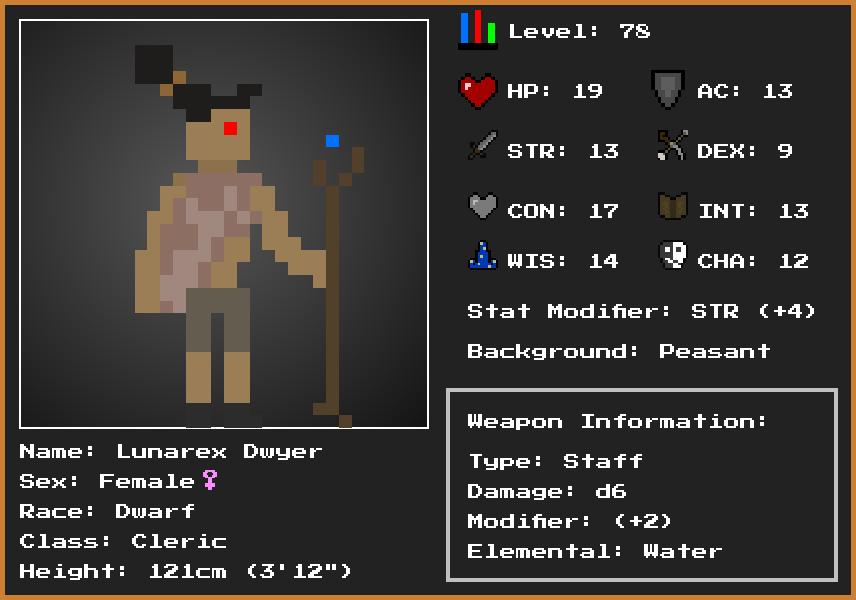 Level: 78
HP: 19
AC: 13
STR: 13
DEX: 9
CON: 17
INT: 13
WIS: 14
CHA: 12
Stat Modifier: STR (+4)
Background: Peasant
Weapon Information:
Type: Staff
Damage: d6
Modifier: (+2)
Elemental: Water
Name: Lunarex Dwyer
Sex: Female♀
Race: Dwarf
Class: Cleric
Height: 121cm (3'12")